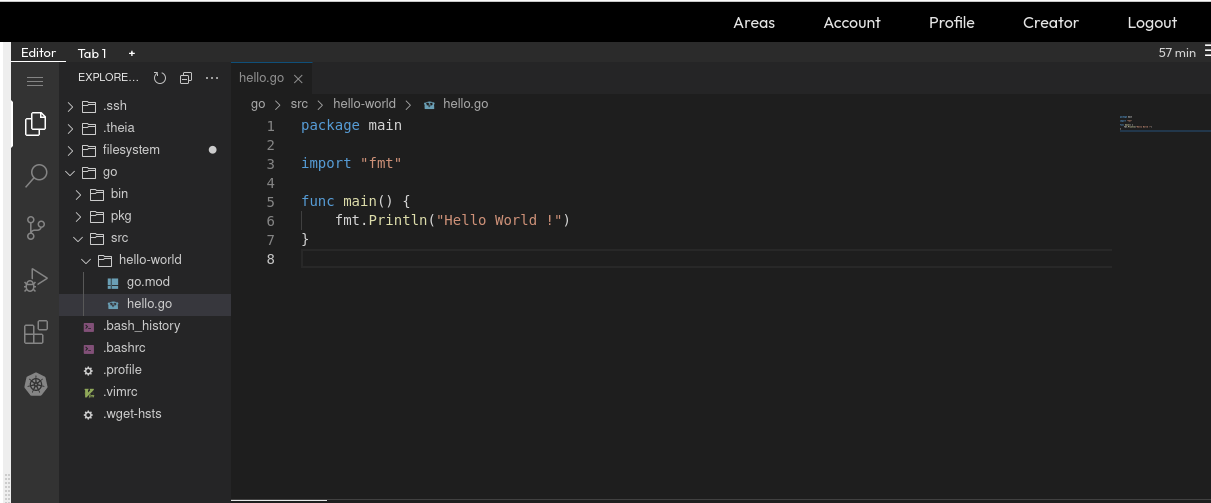 Areas Account Profile Creator Logout
Editor Tab 1 + 57 min
EXPLORE... ...
hello.go
go src hello-world hello.go
.ssh
.theia
filesystem
go
bin
pkg
src
hello-world
go.mod
hello.go
.bash_history
.bashrc
.profile
.vimrc
.wget-hsts
1 package main
2
3 import "fmt"
4
5 func main() {
6 fmt.Println("Hello World !")
7 }
8